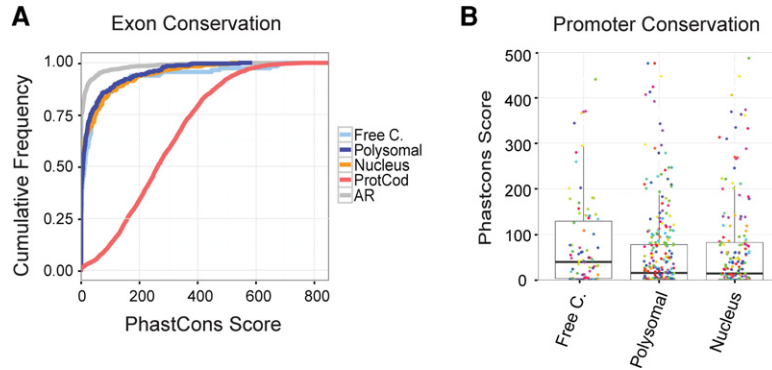 A
Exon Conservation
Cumulative Frequency
1.00
0.75
0.50
0.25
0.00
0
200
400
600
800
PhastCons Score
Free C.
Polysomal
Nucleus
ProtCod
AR
B
Promoter Conservation
Phastcons Score
500
400
300
200
100
0
Free C.
Polysomal
Nucleus